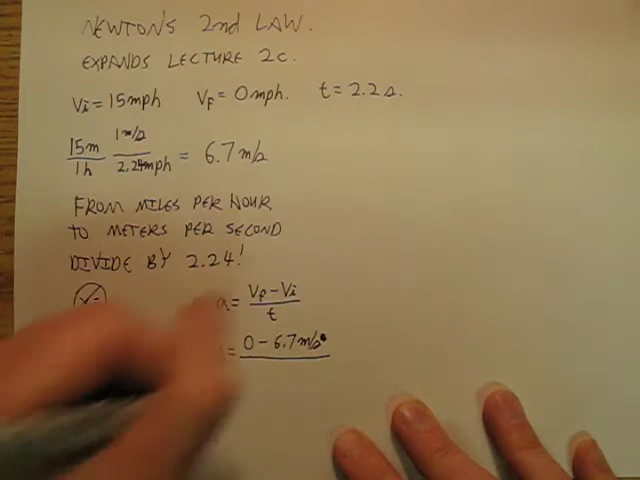 NEWTON'S 2nd LAW.
EXPANDS LECTURE 2c.
Vi = 15mph VF = 0mph. t = 2.2s.
15m/1h 1m/s/2.24mph = 6.7m/s
FROM MILES PER HOUR
TO METERS PER SECOND
DIVIDE BY 2.24!
a = VF - Vi / t
= 0 - 6.7m/s